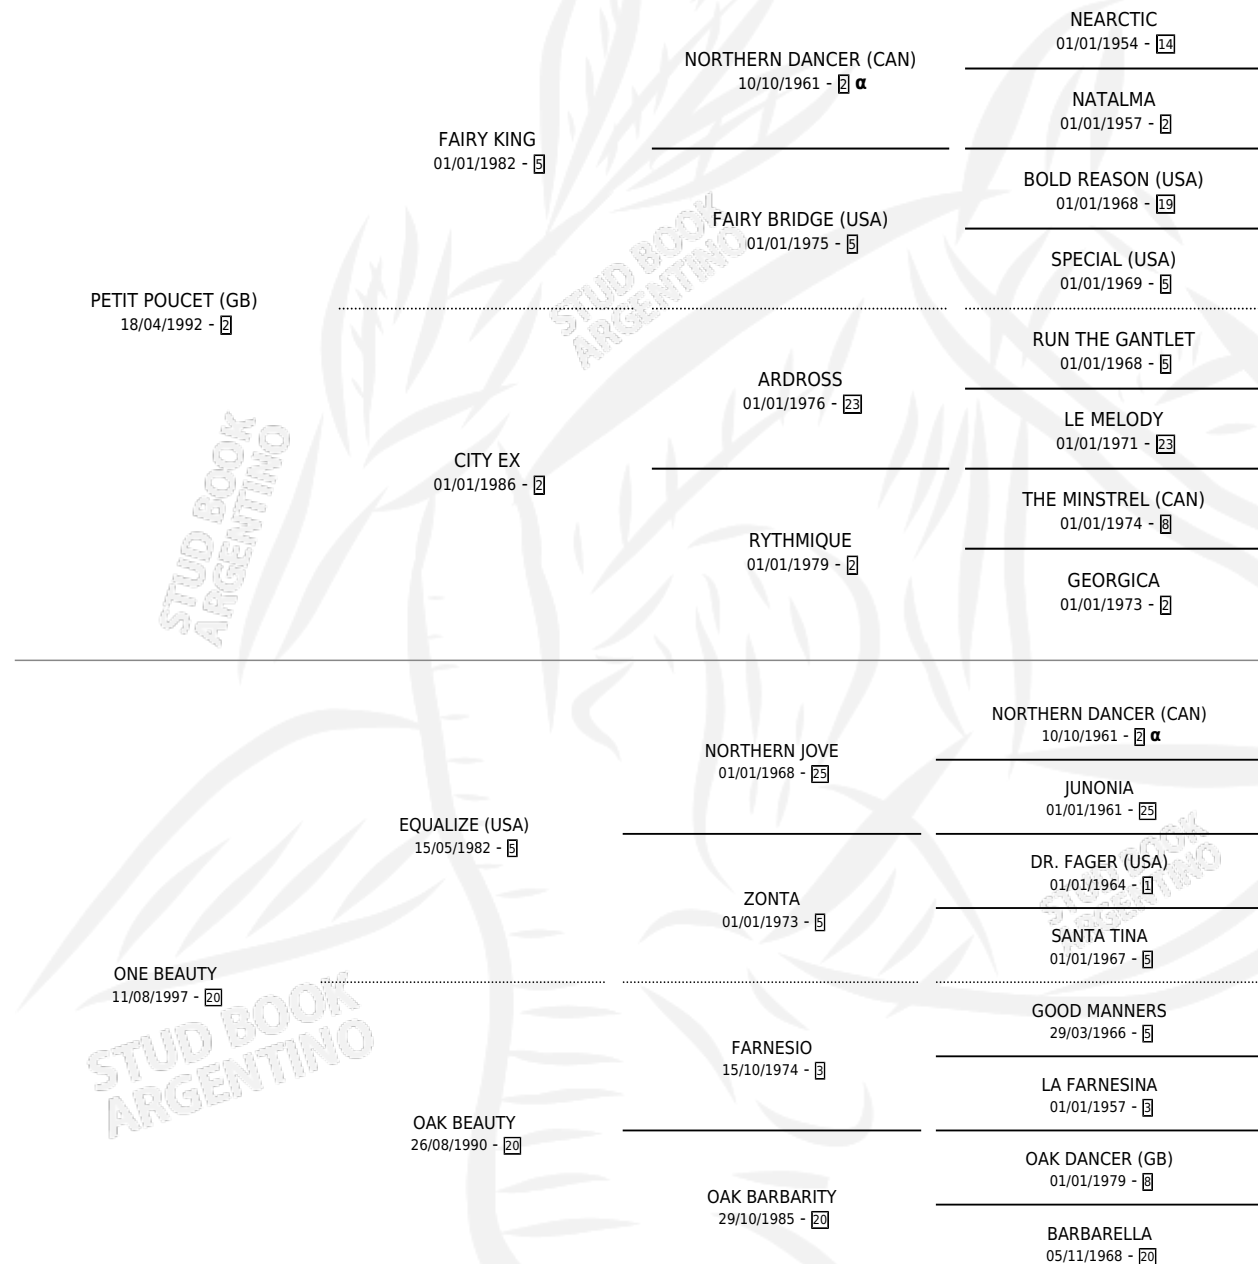 NEARCTIC
01/01/1954 - 14
NORTHERN DANCER (CAN)
10/10/1961 - 2 α
NATALMA
01/01/1957 - 2
FAIRY KING
01/01/1982 - 5
BOLD REASON (USA)
01/01/1968 - 19
FAIRY BRIDGE (USA)
01/01/1975 - 5
SPECIAL (USA)
01/01/1969 - 5
PETIT POUCET (GB)
18/04/1992 - 2
STUD BOOK
ARGENTINO
RUN THE GANTLET
01/01/1968 - 5
ARDROSS
01/01/1976 - 23
LE MELODY
01/01/1971 - 23
CITY EX
01/01/1986 - 2
THE MINSTREL (CAN)
01/01/1974 - 8
RYTHMIQUE
01/01/1979 - 2
GEORGICA
01/01/1973 - 2
STUD BOOK
ARGENTINO
NORTHERN DANCER (CAN)
10/10/1961 - 2 α
NORTHERN JOVE
01/01/1968 - 25
JUNONIA
01/01/1961 - 25
EQUALIZE (USA)
15/05/1982 - 5
DR. FAGER (USA)
01/01/1964 - 1
ZONTA
01/01/1973 - 5
SANTA TINA
01/01/1967 - 5
STUD BOOK
ARGENTINO
ONE BEAUTY
11/08/1997 - 20
STUD BOOK
ARGENTINO
GOOD MANNERS
29/03/1966 - 5
FARNESIO
15/10/1974 - 3
LA FARNESINA
01/01/1957 - 3
OAK BEAUTY
26/08/1990 - 20
OAK DANCER (GB)
01/01/1979 - 8
OAK BARBARITY
29/10/1985 - 20
BARBARELLA
05/11/1968 - 20